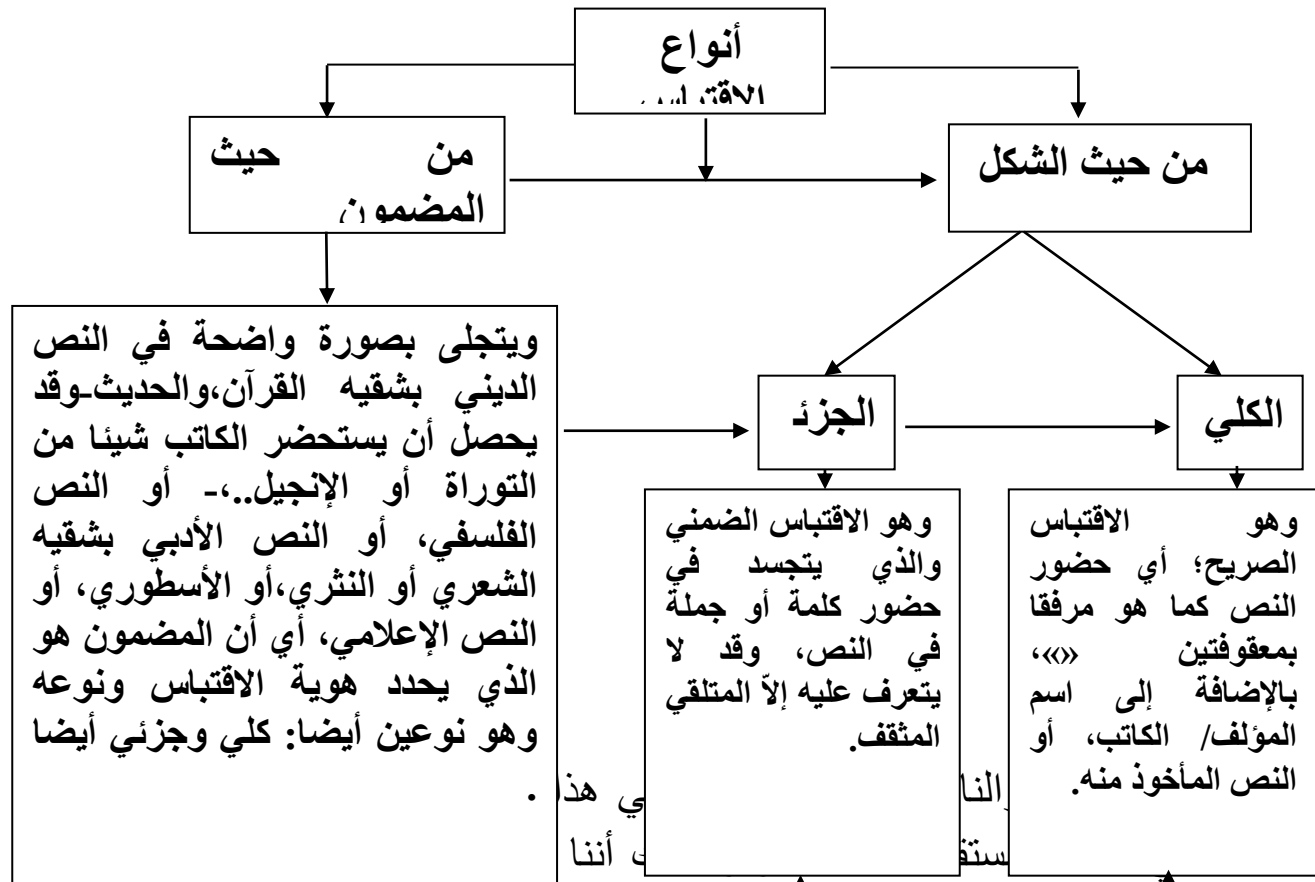 أنواع
الاقتباس
من حيث الشكل
من حيث
المضمون
الكلي
الجزئ
وهو الاقتباس
الصريح؛ أي حضور
النص كما هو مرفقا
بمعقوفتين «»،
بالإضافة إلى اسم
المؤلف/ الكاتب، أو
النص المأخوذ منه.
وهو الاقتباس الضمني
والذي يتجسد في
حضور كلمة أو جملة
في النص، وقد لا
يتعرف عليه إلاّ المتلقي
المثقف.
ويتجلى بصورة واضحة في النص
الديني بشقيه القرآن،والحديث-وقد
يحصل أن يستحضر الكاتب شيئا من
التوراة أو الإنجيل..،- أو النص
الفلسفي، أو النص الأدبي بشقيه
الشعري أو النثري،أو الأسطوري، أو
النص الإعلامي، أي أن المضمون هو
الذي يحدد هوية الاقتباس ونوعه
وهو نوعين أيضا: كلي وجزئي أيضا
.
أننا